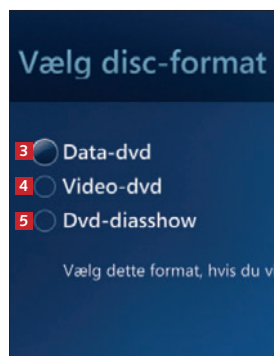 Vælg disc-format
3 Data-dvd
4 Video-dvd
5 Dvd-diasshow
Vælg dette format, hvis du v